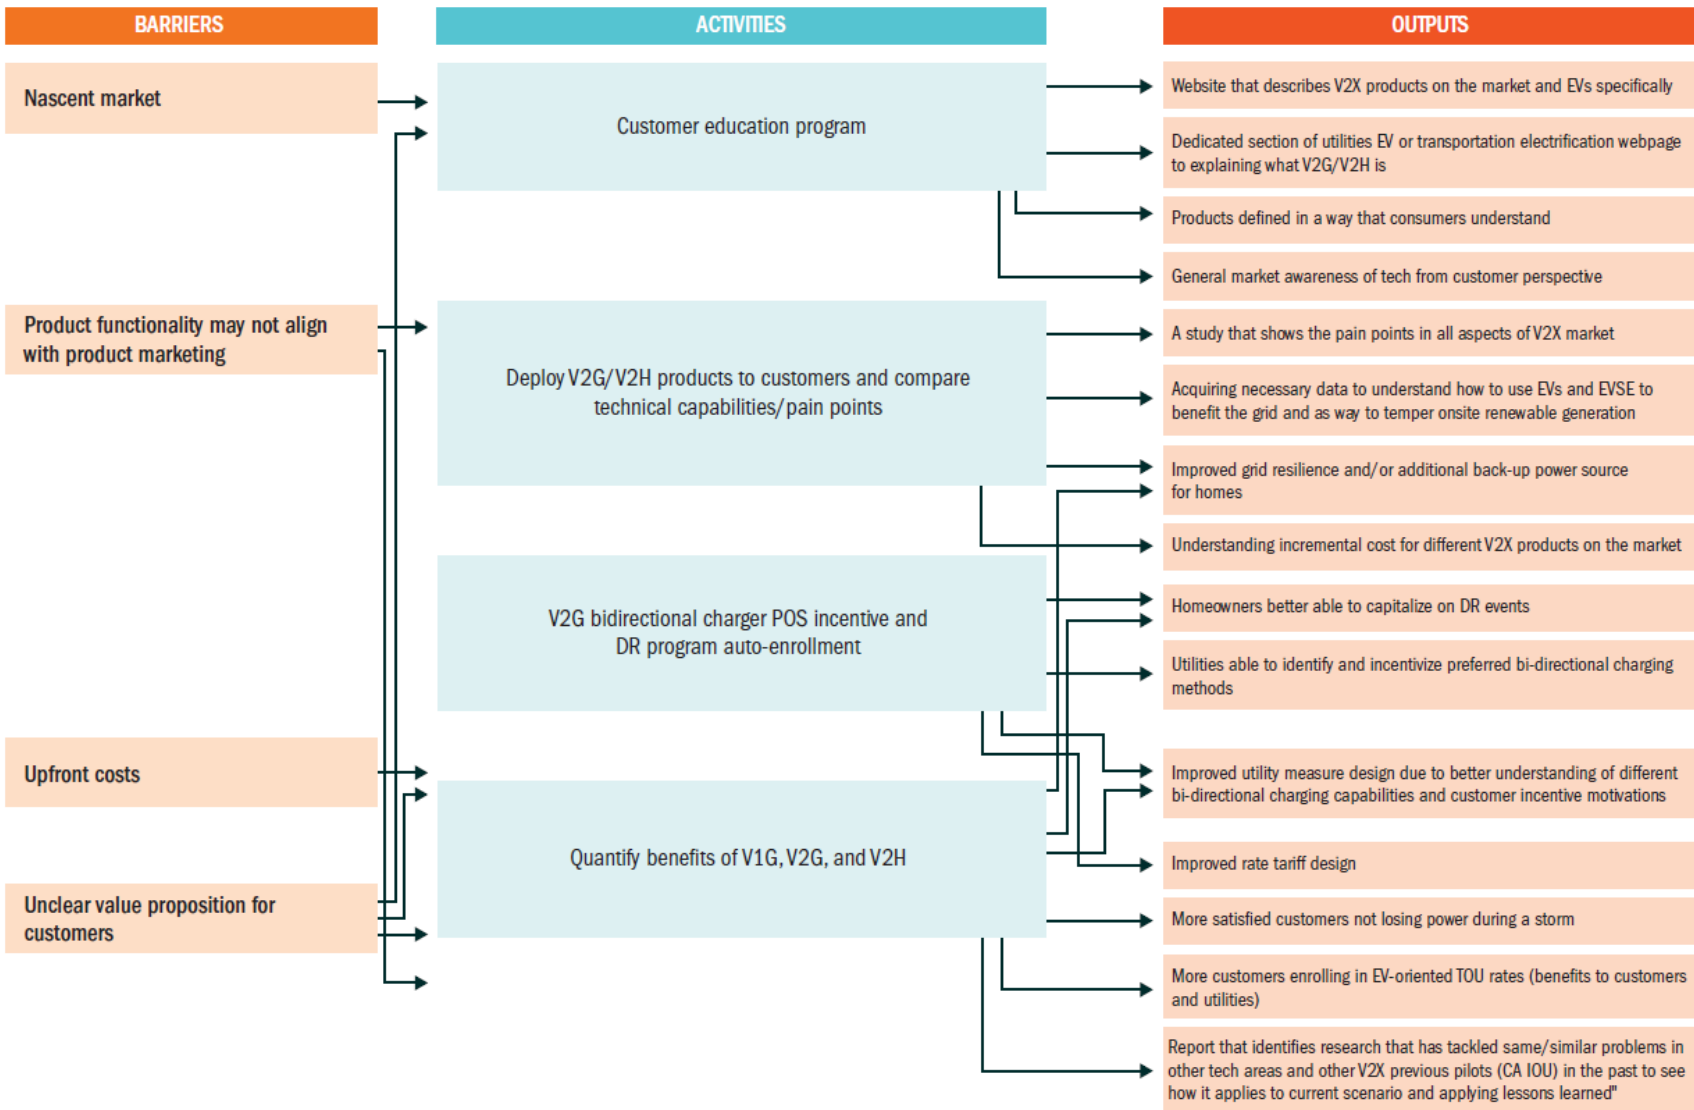 BARRIERS
Nascent market
Product functionality may not align
with product marketing
Upfront costs
Unclear value proposition for
customers
ACTIVITIES
Customer education program
Deploy V2G/V2H products to customers and compare
technical capabilities/pain points
V2G bidirectional charger POS incentive and
DR program auto-enrollment
Quantify benefits of V1G, V2G, and V2H
OUTPUTS
Website that describes V2X products on the market and EVs specifically
Dedicated section of utilities EV or transportation electrification webpage
to explaining what V2G/V2H is
Products defined in a way that consumers understand
General market awareness of tech from customer perspective
A study that shows the pain points in all aspects of V2X market
Acquiring necessary data to understand how to use EVs and EVSE to
benefit the grid and as way to temper onsite renewable generation
Improved grid resilience and/or additional back-up power source
for homes
Understanding incremental cost for different V2X products on the market
Homeowners better able to capitalize on DR events
Utilities able to identify and incentivize preferred bi-directional charging
methods
Improved utility measure design due to better understanding of different
bi-directional charging capabilities and customer incentive motivations
Improved rate tariff design
More satisfied customers not losing power during a storm
More customers enrolling in EV-oriented TOU rates (benefits to customers
and utilities)
Report that identifies research that has tackled same/similar problems in
other tech areas and other V2X previous pilots (CA IOU) in the past to see
how it applies to current scenario and applying lessons learned"